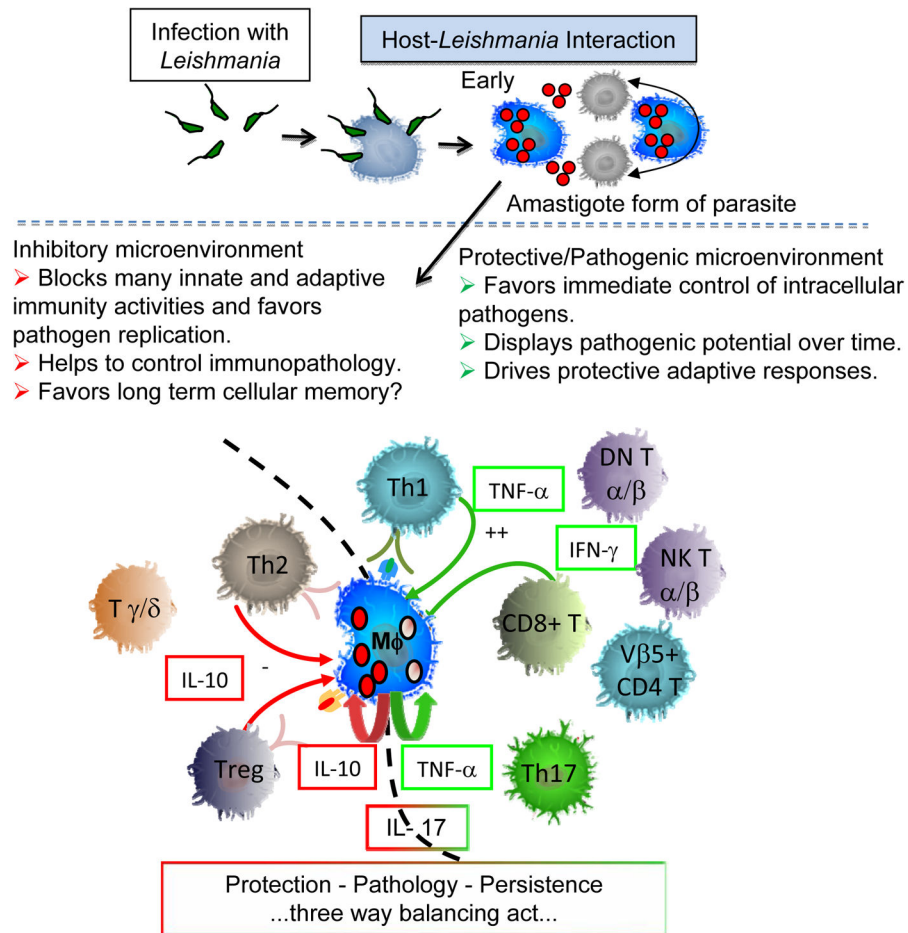 Infection with
Leishmania
Host-Leishmania Interaction
Early
Amastigote form of parasite
Inhibitory microenvironment
➢ Blocks many innate and adaptive
immunity activities and favors
pathogen replication.
➢ Helps to control immunopathology.
➢ Favors long term cellular memory?
Protective/Pathogenic microenvironment
➢ Favors immediate control of intracellular
pathogens.
➢ Displays pathogenic potential over time.
➢ Drives protective adaptive responses.
Th1
TNF-α
++
DN T
α/β
IFN-γ
NK T
α/β
Th2
T γ/δ
Mϕ
CD8+ T
Vβ5+
CD4 T
IL-10
-
Treg
IL-10
TNF-α
Th17
IL- 17
Protection - Pathology - Persistence
...three way balancing act...